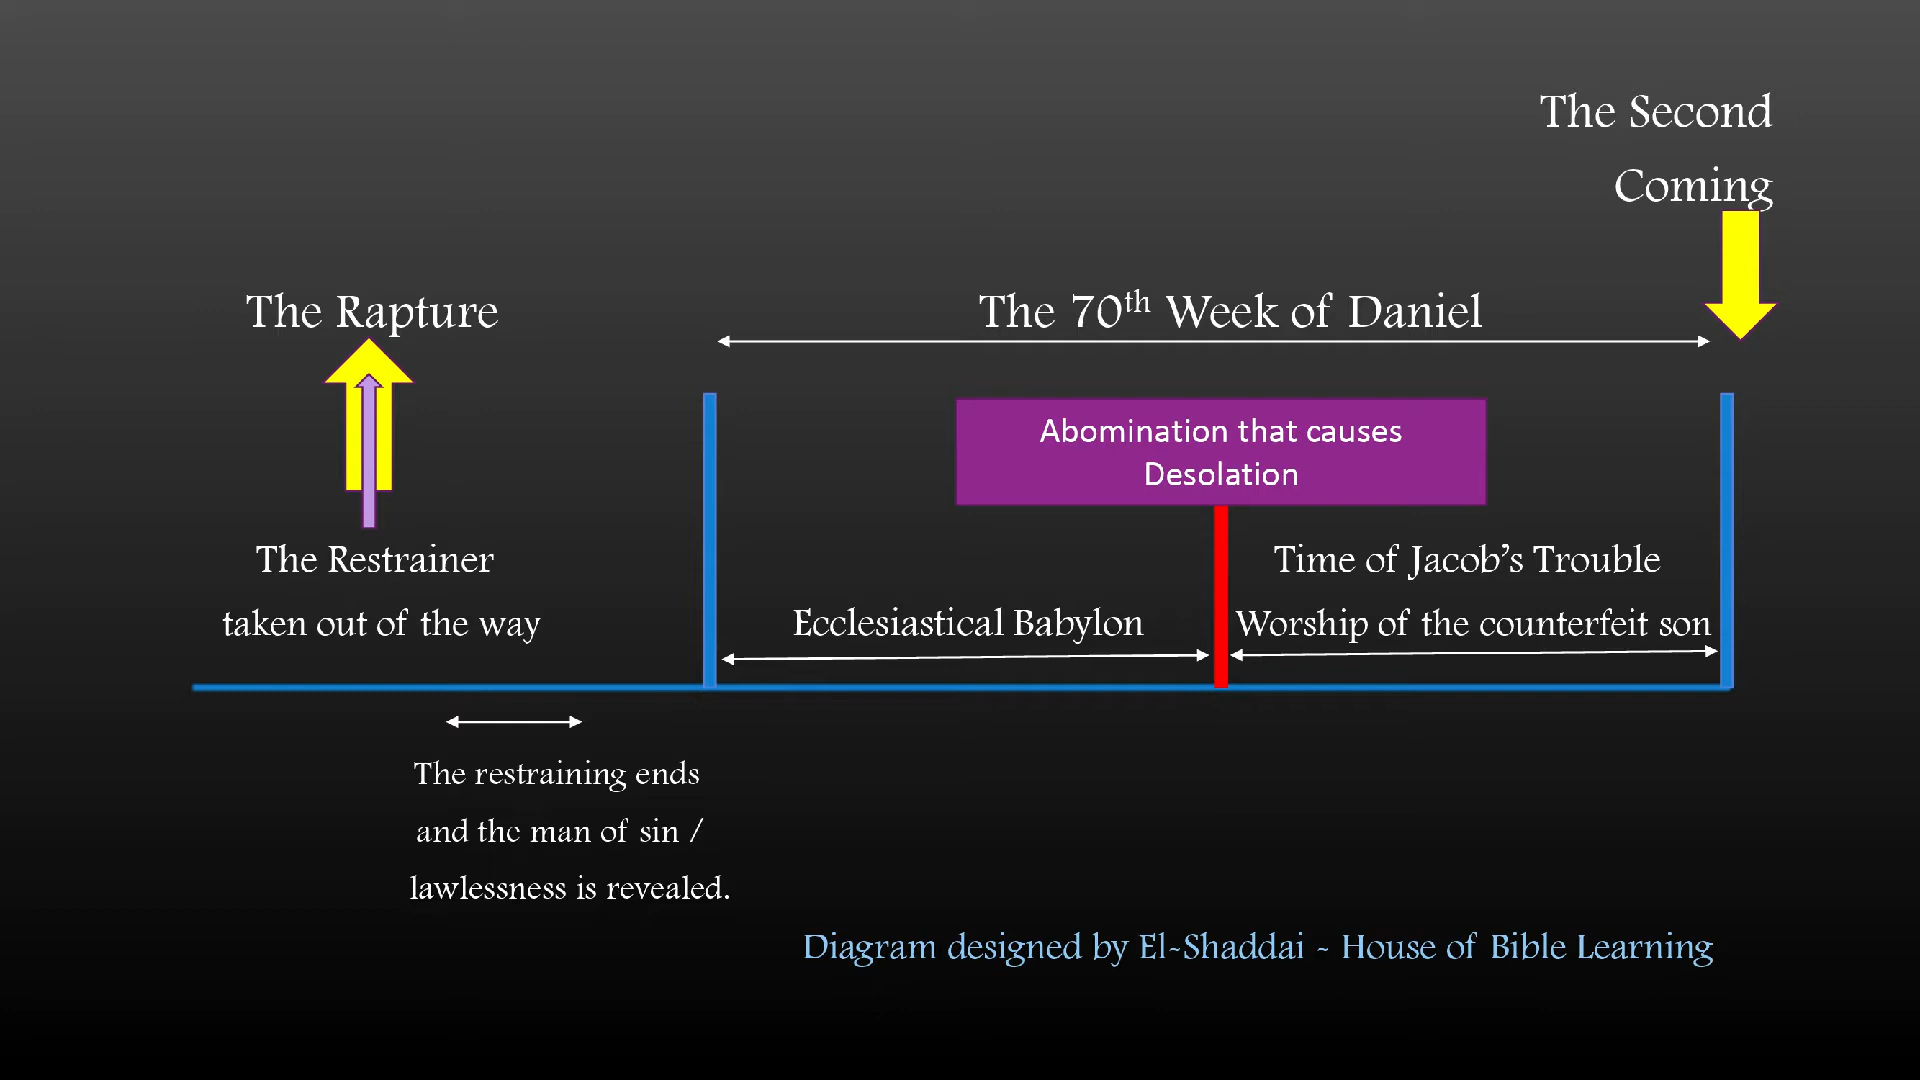 The Second
Coming
The Rapture
The 70th Week of Daniel
Abomination that causes
Desolation
The Restrainer
taken out of the way
Ecclesiastical Babylon
Time of Jacob's Trouble
Worship of the counterfeit son
The restraining ends
and the man of sin /
lawlessness is revealed.
Diagram designed by El-Shaddai - House of Bible Learning